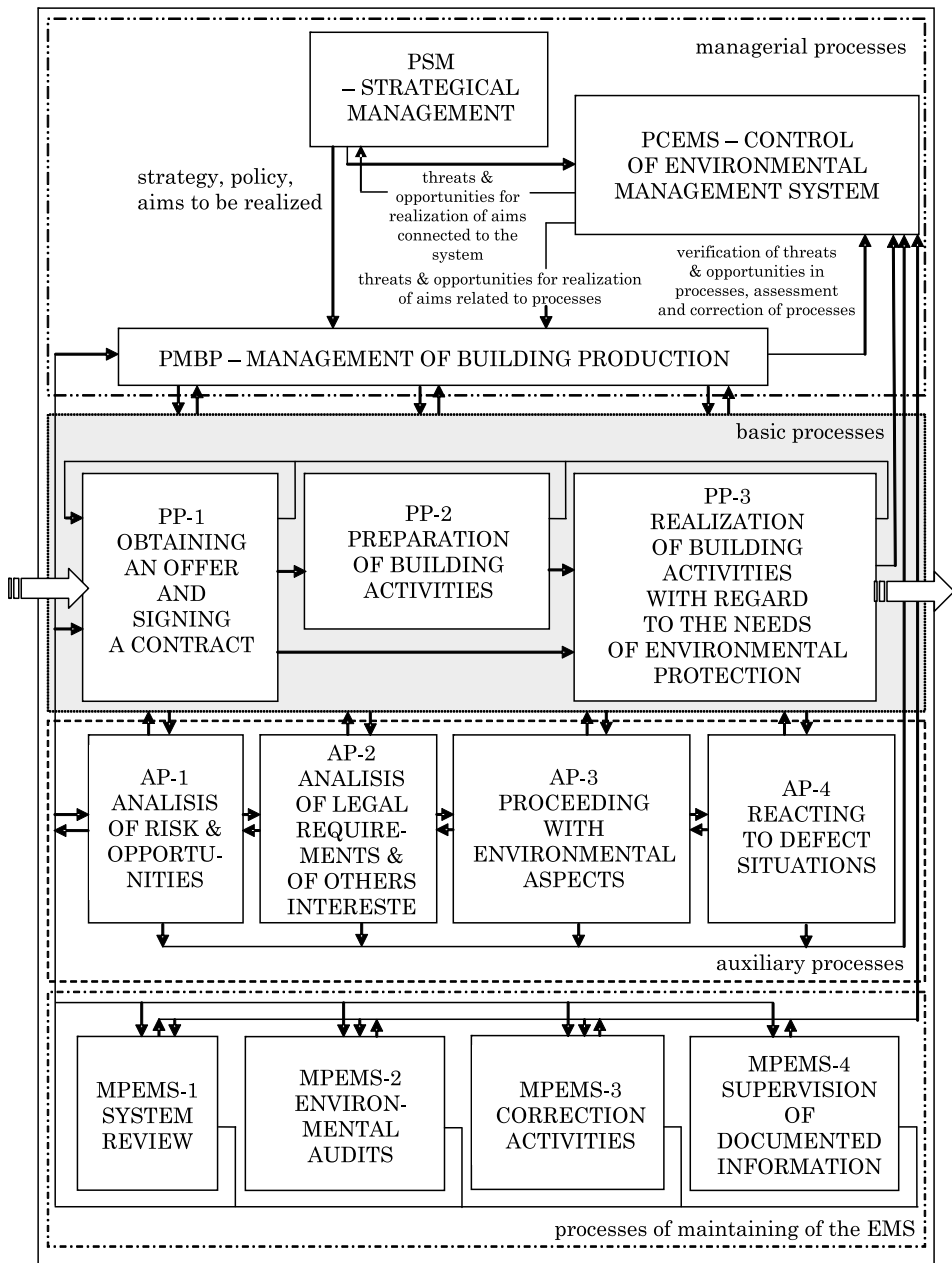 managerial processes
PSM
– STRATEGICAL
MANAGEMENT
PCEMS – CONTROL
OF ENVIRONMENTAL
MANAGEMENT SYSTEM
strategy, policy,
aims to be realized
threats &
opportunities for
realization of aims
connected to the
system
threats & opportunities for realization
of aims related to processes
verification of threats
& opportunities in
processes, assessment
and correction of processes
PMBP – MANAGEMENT OF BUILDING PRODUCTION
basic processes
PP-1
OBTAINING
AN OFFER
AND
SIGNING
A CONTRACT
PP-2
PREPARATION
OF BUILDING
ACTIVITIES
PP-3
REALIZATION
OF BUILDING
ACTIVITIES
WITH REGARD
TO THE NEEDS
OF ENVIRONMENTAL
PROTECTION
AP-1
ANALISIS
OF RISK &
OPPORTU-
NITIES
AP-2
ANALISIS
OF LEGAL
REQUIRE-
MENTS &
OF OTHERS
INTERESTE
AP-3
PROCEEDING
WITH
ENVIRONMENTAL
ASPECTS
AP-4
REACTING
TO DEFECT
SITUATIONS
auxiliary processes
MPEMS-1
SYSTEM
REVIEW
MPEMS-2
ENVIRON-
MENTAL
AUDITS
MPEMS-3
CORRECTION
ACTIVITIES
MPEMS-4
SUPERVISION
OF
DOCUMENTED
INFORMATION
processes of maintaining of the EMS